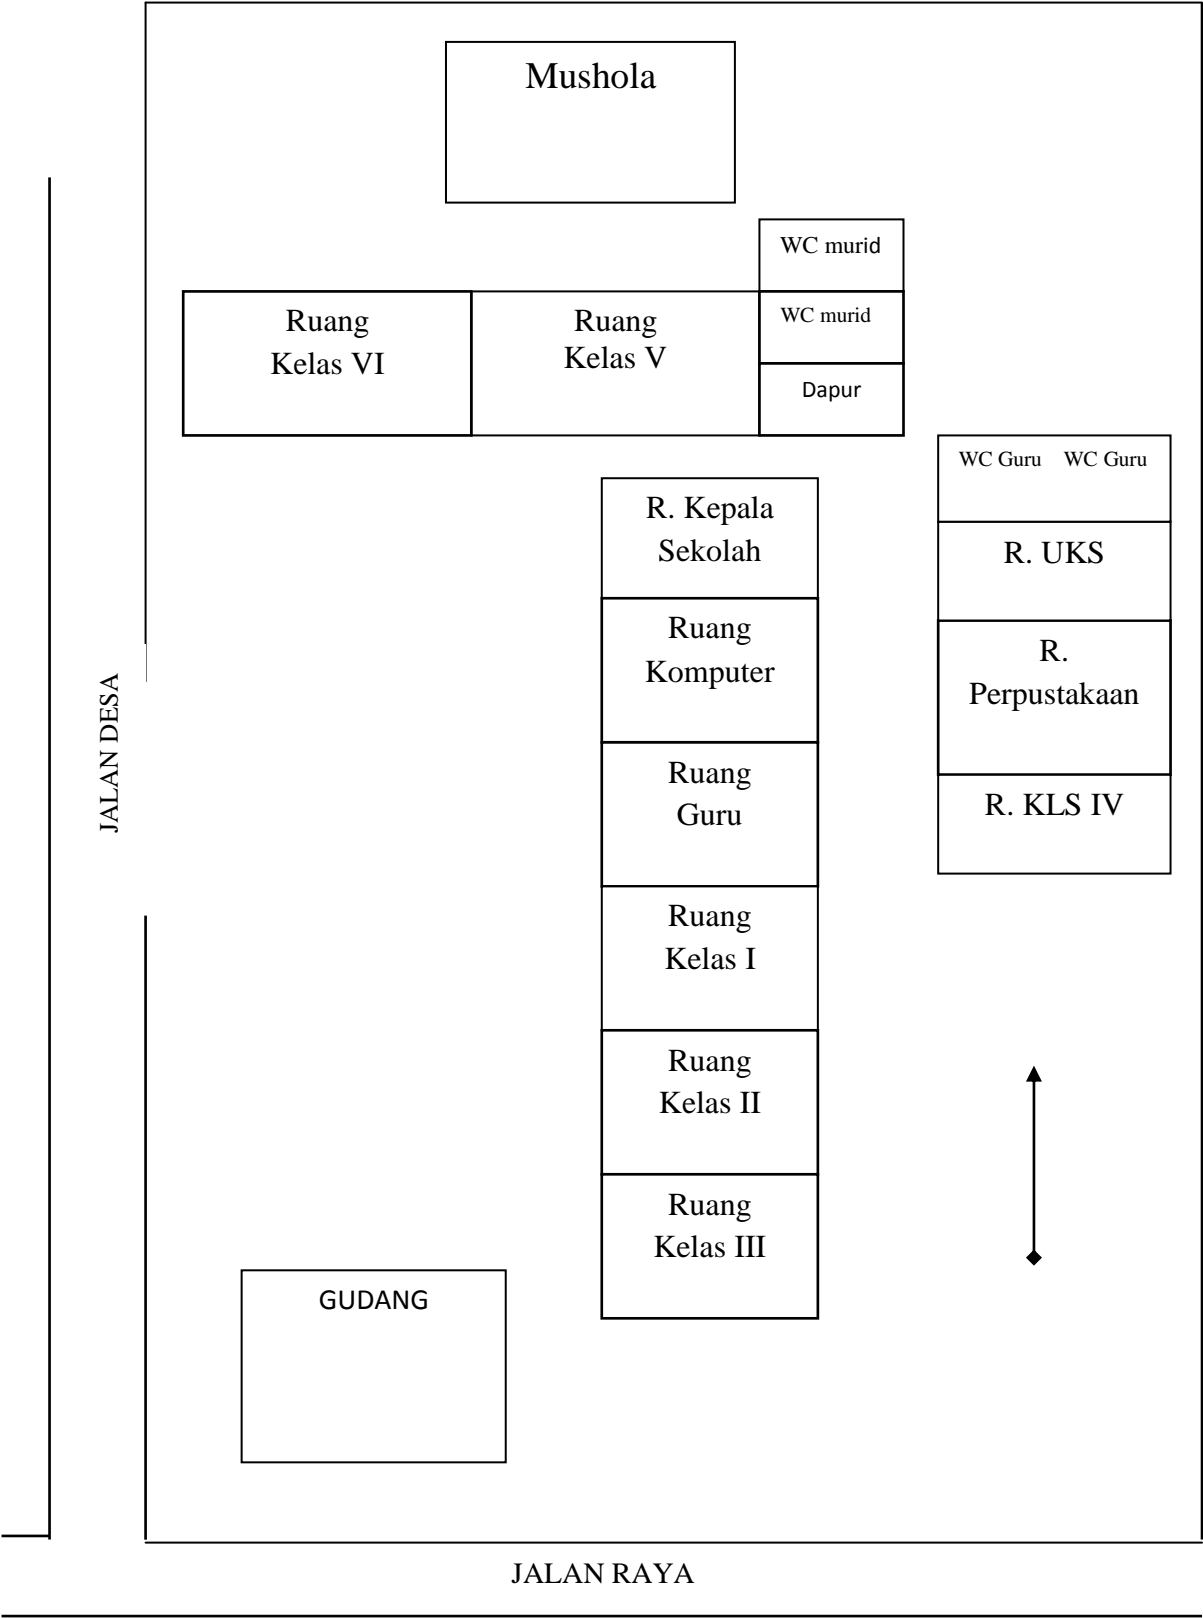 Mushola
WC murid
Ruang
Kelas VI
Ruang
Kelas V
WC murid
Dapur
WC Guru WC Guru
R. Kepala
Sekolah
R. UKS
Ruang
Komputer
R.
Perpustakaan
JALAN DESA
Ruang
Guru
R. KLS IV
Ruang
Kelas I
Ruang
Kelas II
Ruang
Kelas III
GUDANG
JALAN RAYA